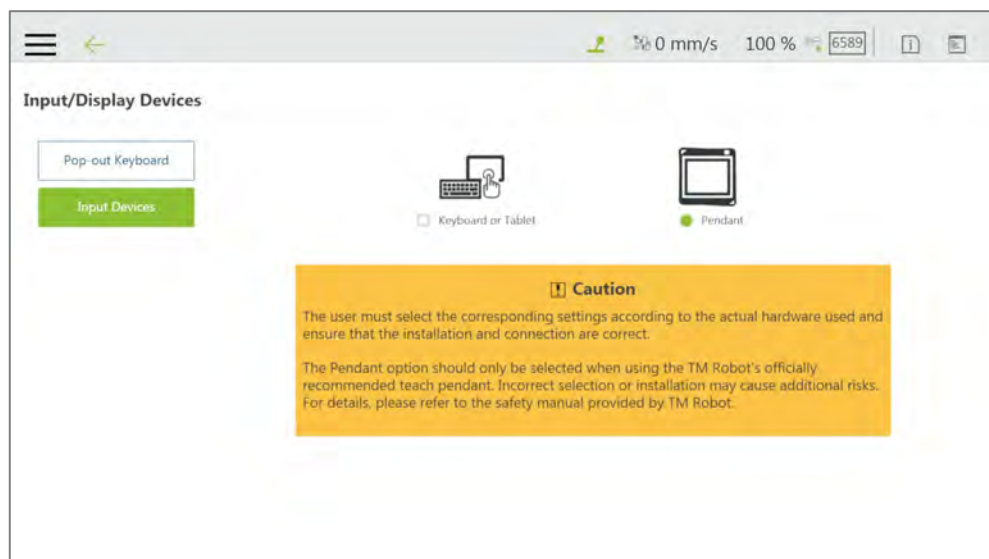 0 mm/s 100 % 6589
Input/Display Devices
Pop-out Keyboard
Input Devices
Keyboard or Tablet
Pendant
Caution
The user must select the corresponding settings according to the actual hardware used and
ensure that the installation and connection are correct.
The Pendant option should only be selected when using the TM Robot's officially
recommended teach pendant. Incorrect selection or installation may cause additional risks.
For details, please refer to the safety manual provided by TM Robot.